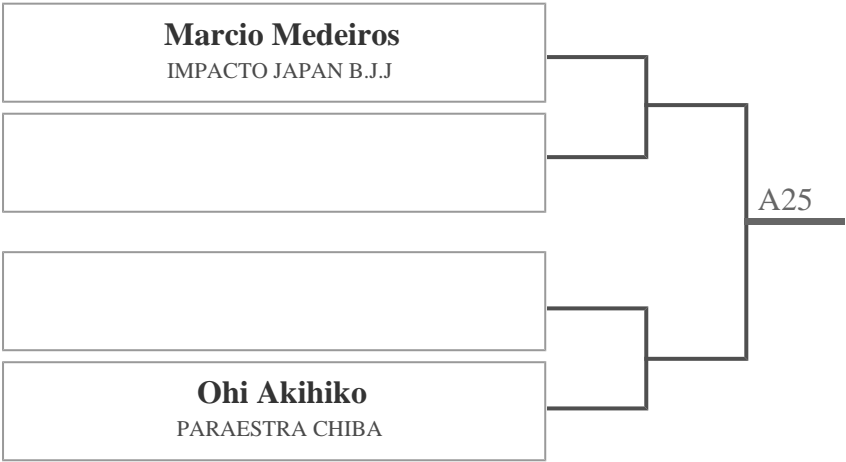 Marcio Medeiros
IMPACTO JAPAN B.J.J
A25
Ohi Akihiko
PARAESTRA CHIBA